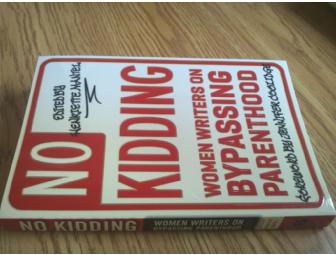 NO
KIDDING
EDITED BY
HENRIETTE MANTEL
WOMEN WRITERS ON
BYPASSING
PARENTHOOD
FOREWORD BY JENNIFER COOLIDGE
NO KIDDING
WOMEN WRITERS ON
BYPASSING PARENTHOOD